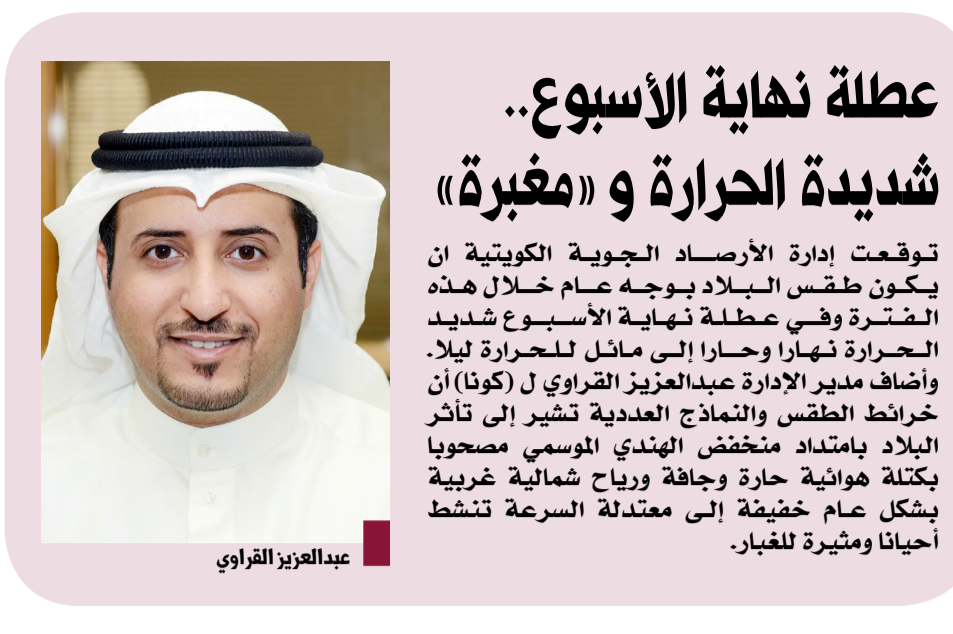 عطلة نهاية الأسبوع..
شديدة الحرارة و «مغبرة»
توقعت إدارة الأرصاد الجوية الكويتية ان
يكون طقس البلاد بوجه عام خلال هذه
الفترة وفي عطلة نهاية الأسبوع شديد
الحرارة نهارا وحارا إلى مائل للحرارة ليلا.
وأضاف مدير الإدارة عبدالعزيز القراوي ل (كونا) أن
خرائط الطقس والنماذج العددية تشير إلى تأثر
البلاد بامتداد منخفض الهندي الموسمي مصحوبا
بكتلة هوائية حارة وجافة ورياح شمالية غربية
بشكل عام خفيفة إلى معتدلة السرعة تنشط
أحيانا ومثيرة للغبار.
عبدالعزيز القراوي